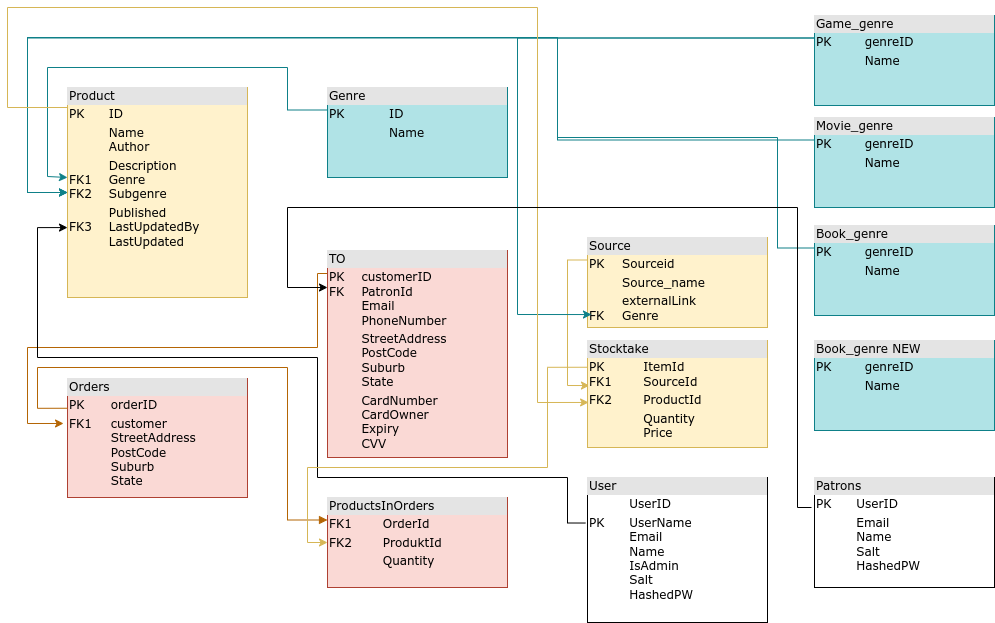 Product
PK ID
Name
Author
Description
FK1 Genre
FK2 Subgenre
Published
FK3 LastUpdatedBy
LastUpdated
Genre
PK ID
Name
Game_genre
PK genreID
Name
Movie_genre
PK genreID
Name
Book_genre
PK genreID
Name
Book_genre NEW
PK genreID
Name
TO
PK customerID
FK PatronId
Email
PhoneNumber
StreetAddress
PostCode
Suburb
State
CardNumber
CardOwner
Expiry
CVV
Source
PK Sourceid
Source_name
externalLink
FK Genre
Stocktake
PK ItemId
FK1 SourceId
FK2 ProductId
Quantity
Price
Orders
PK orderID
FK1 customer
StreetAddress
PostCode
Suburb
State
ProductsInOrders
FK1 OrderId
FK2 ProduktId
Quantity
User
UserID
PK UserName
Email
Name
IsAdmin
Salt
HashedPW
Patrons
PK UserID
Email
Name
Salt
HashedPW